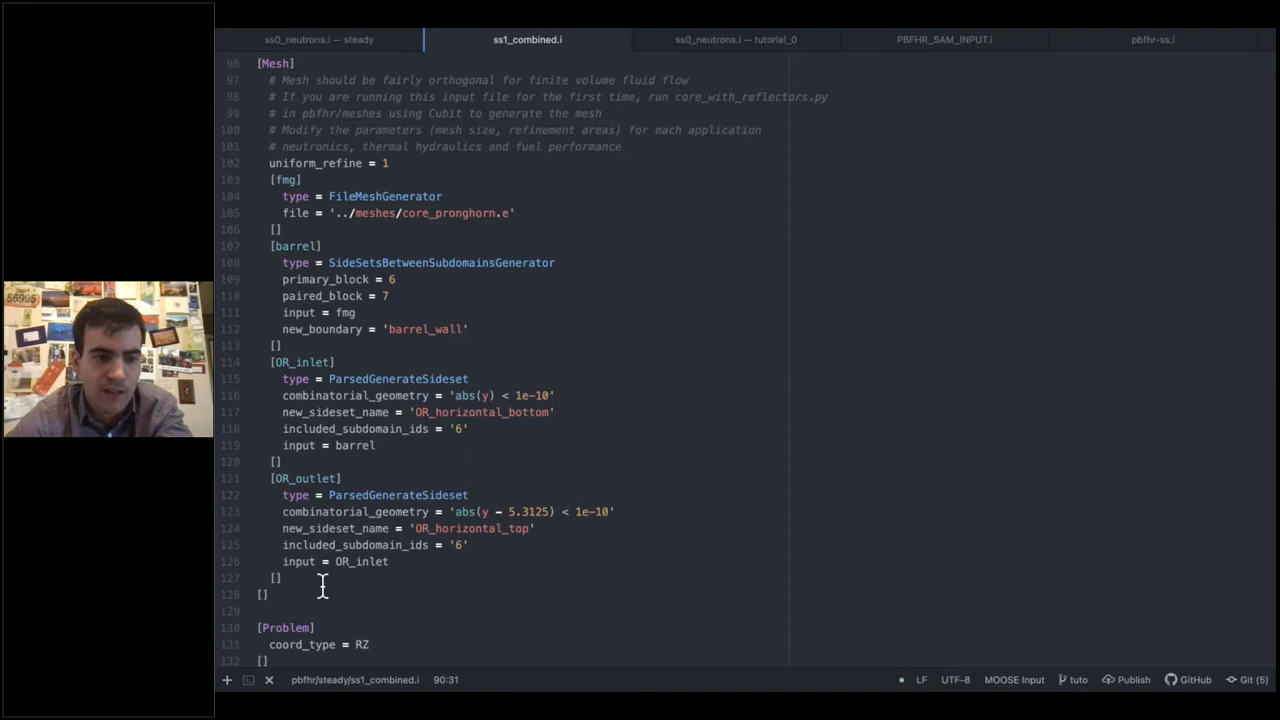 ss0_neutrons.i — steady
ss1_combined.i
ss0_neutrons.i — tutorial_0
PBFHR_SAM_INPUT.i
pbfhr-ss.i
96 [Mesh]
97 # Mesh should be fairly orthogonal for finite volume fluid flow
98 # If you are running this input file for the first time, run core_with_reflectors.py
99 # in pbfhr/meshes using Cubit to generate the mesh
100 # Modify the parameters (mesh size, refinement areas) for each application
101 # neutronics, thermal hydraulics and fuel performance
102 uniform_refine = 1
103 [fmg]
104 type = FileMeshGenerator
105 file = '../meshes/core_pronghorn.e'
106 []
107 [barrel]
108 type = SideSetsBetweenSubdomainsGenerator
109 primary_block = 6
110 paired_block = 7
111 input = fmg
112 new_boundary = 'barrel_wall'
113 []
114 [OR_inlet]
115 type = ParsedGenerateSideset
116 combinatorial_geometry = 'abs(y) < 1e-10'
117 new_sideset_name = 'OR_horizontal_bottom'
118 included_subdomain_ids = '6'
119 input = barrel
120 []
121 [OR_outlet]
122 type = ParsedGenerateSideset
123 combinatorial_geometry = 'abs(y - 5.3125) < 1e-10'
124 new_sideset_name = 'OR_horizontal_top'
125 included_subdomain_ids = '6'
126 input = OR_inlet
127 []
128 []
129
130 [Problem]
131 coord_type = RZ
132 []
56995
pbfhr/steady/ss1_combined.i 90:31 LF UTF-8 MOOSE Input tuto Publish GitHub Git (5)